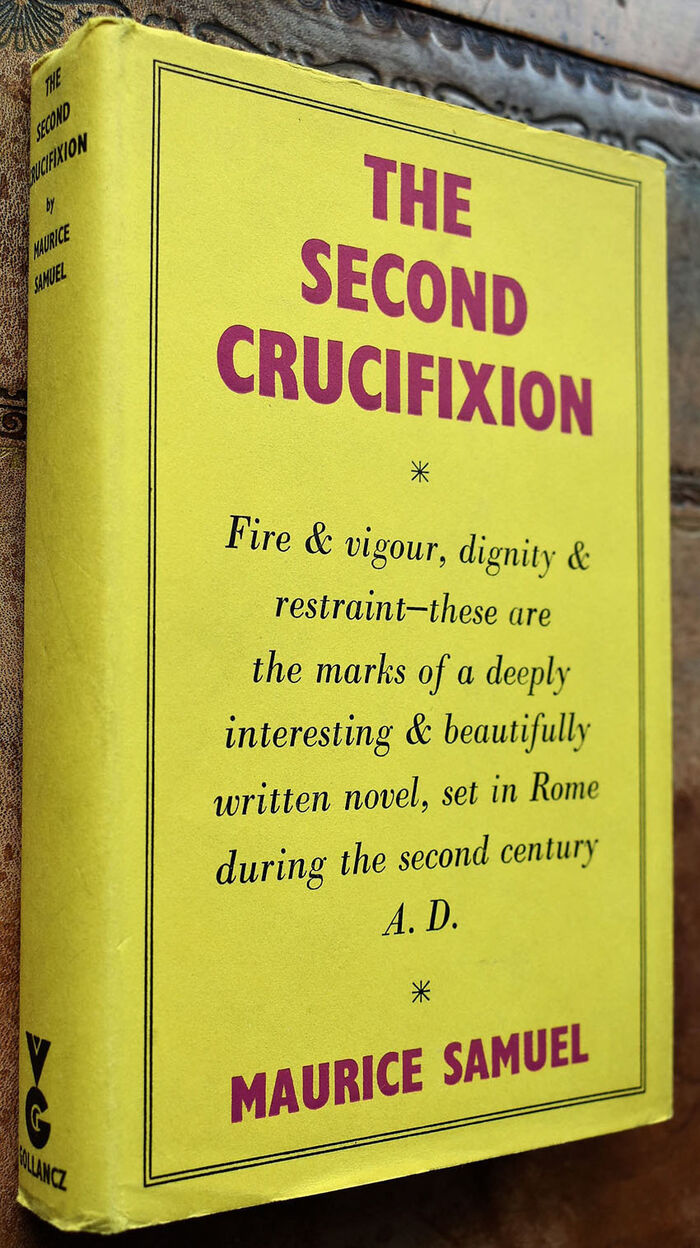 THE
SECOND
CRUCIFIXION
by
MAURICE
SAMUEL
VG
GOLLANCZ
THE
SECOND
CRUCIFIXION
*
Fire & vigour, dignity &
restraint—these are
the marks of a deeply
interesting & beautifully
written novel, set in Rome
during the second century
A. D.
*
MAURICE SAMUEL